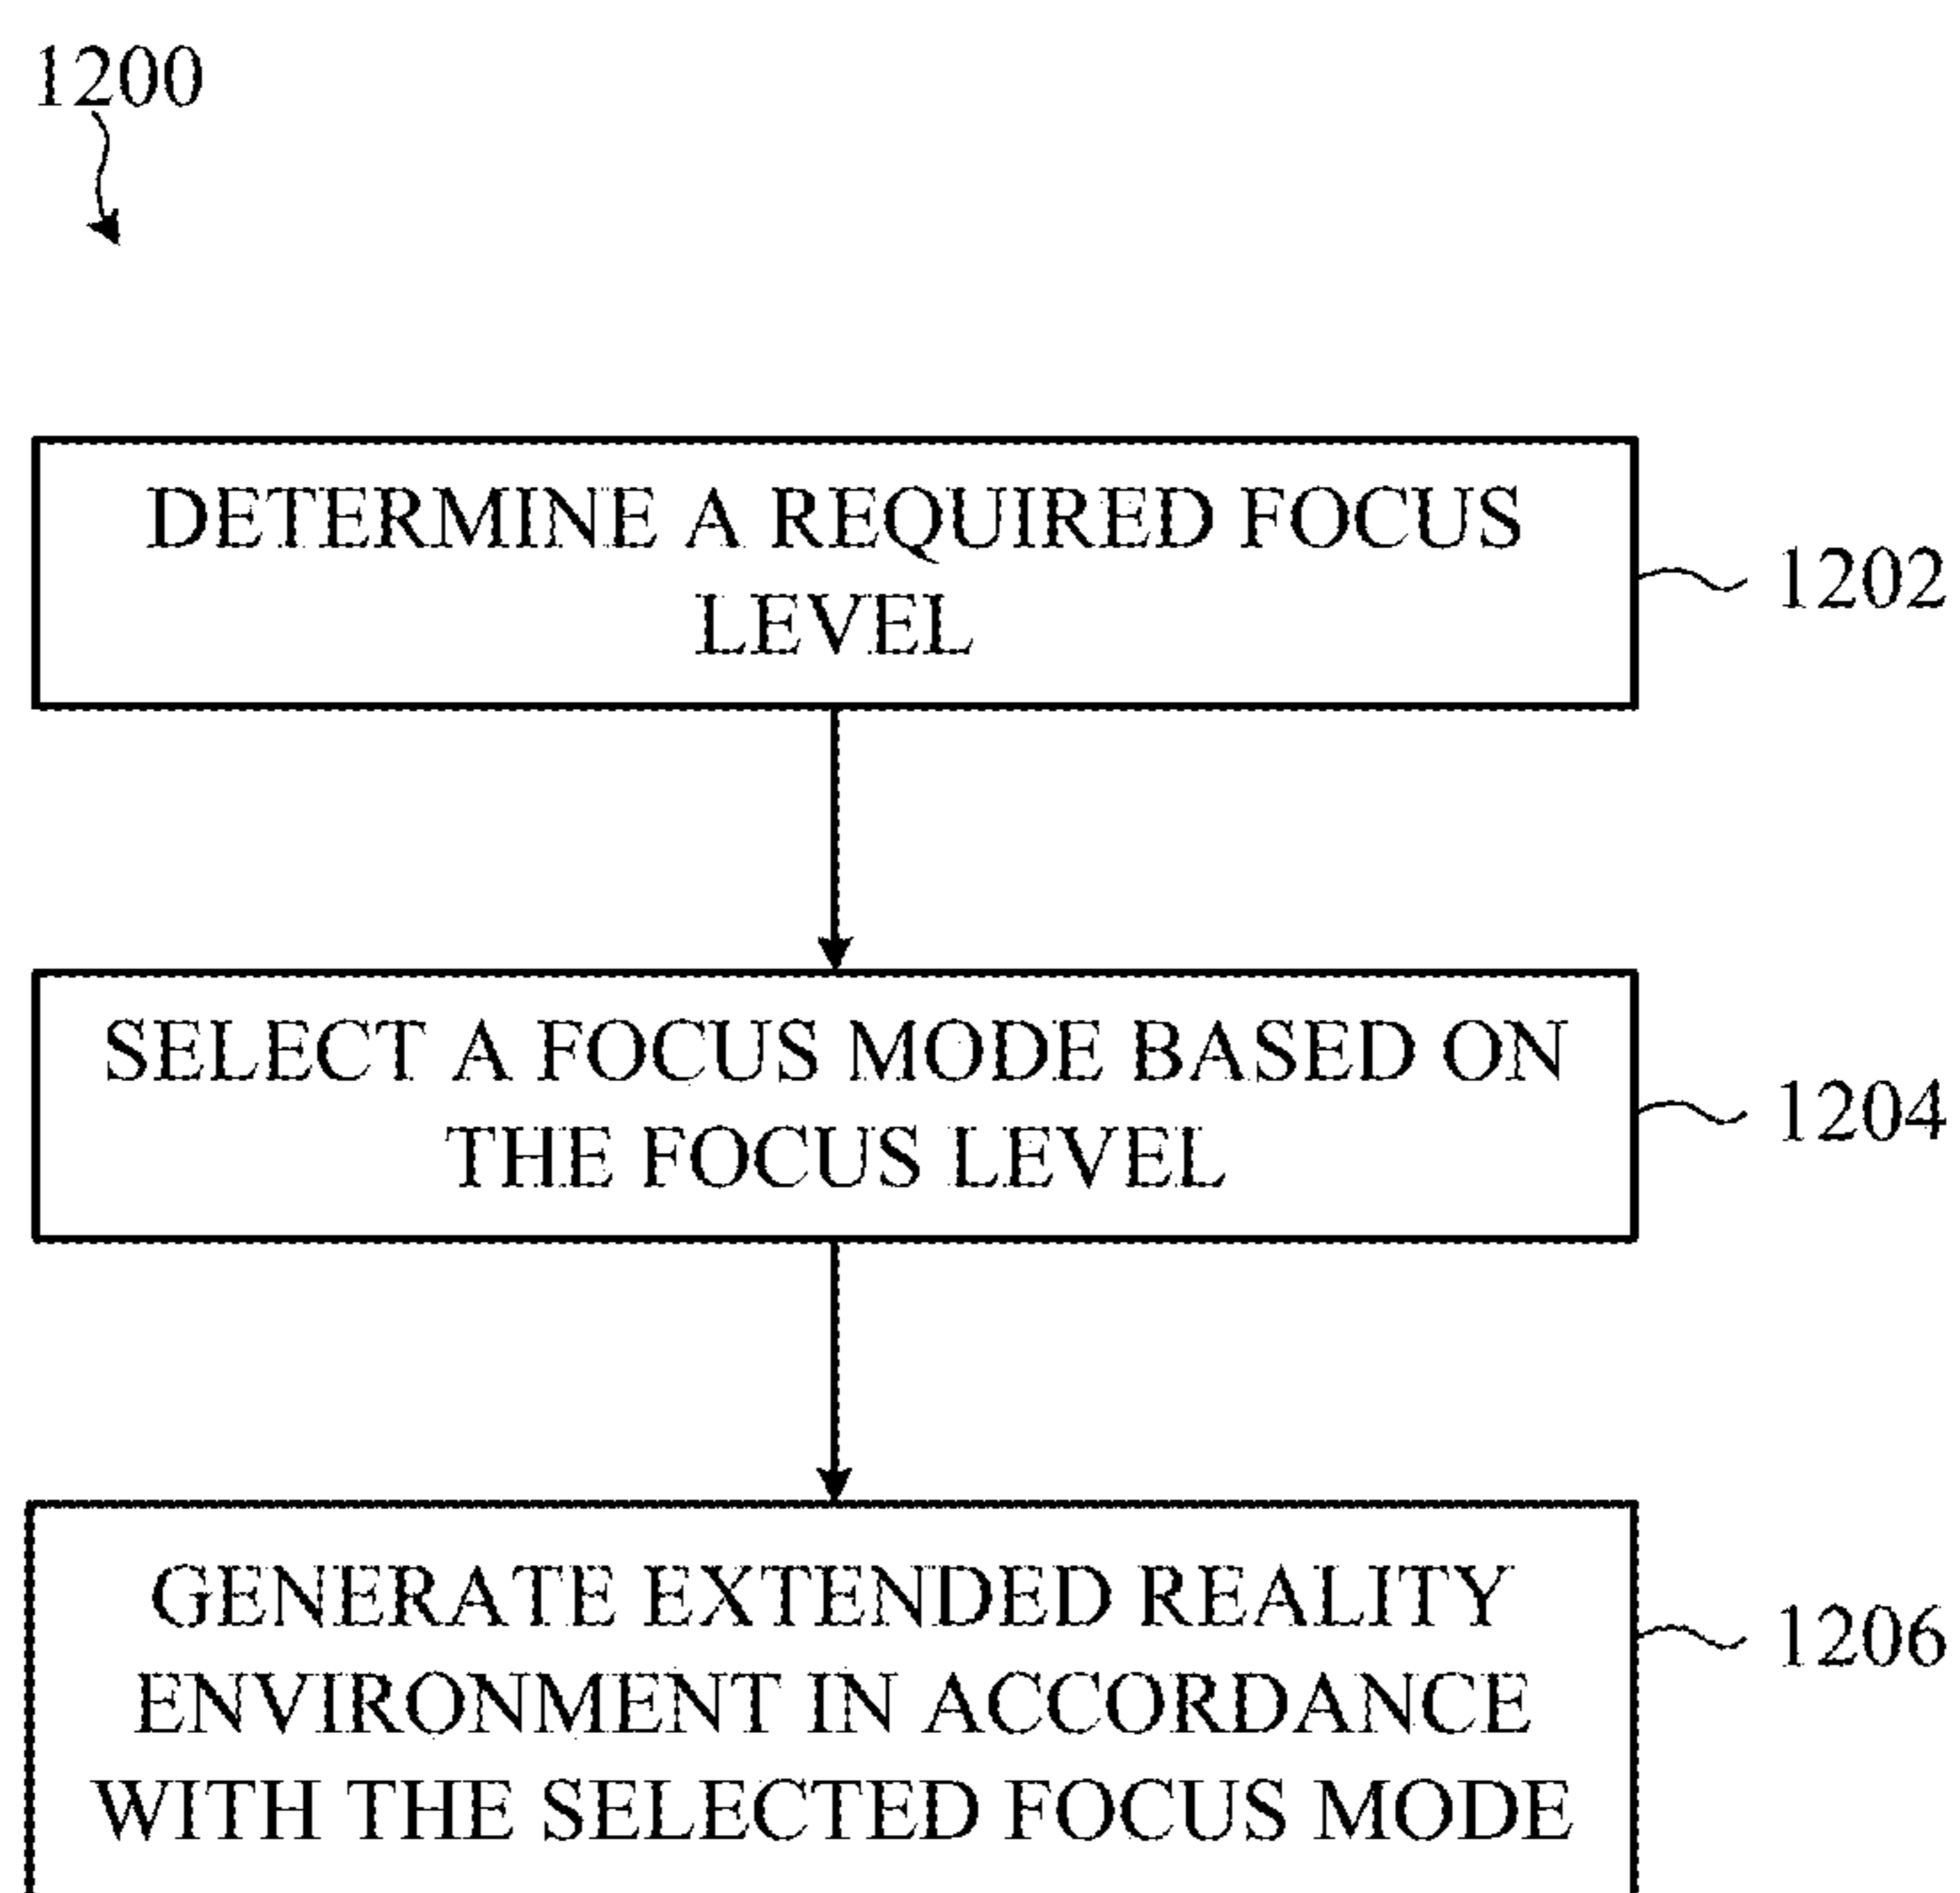 1200
DETERMINE A REQUIRED FOCUS
LEVEL
1202
SELECT A FOCUS MODE BASED ON
THE FOCUS LEVEL
1204
GENERATE EXTENDED REALITY
ENVIRONMENT IN ACCORDANCE
WITH THE SELECTED FOCUS MODE
1206